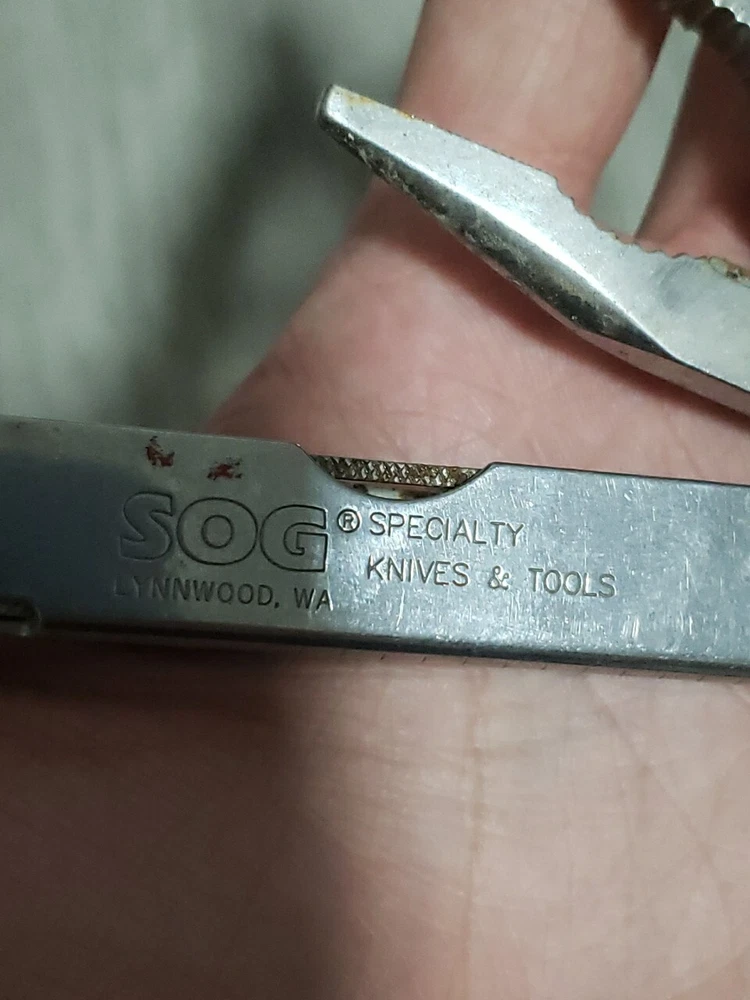 SOG® SPECIALTY
KNIVES & TOOLS
LYNNWOOD, WA